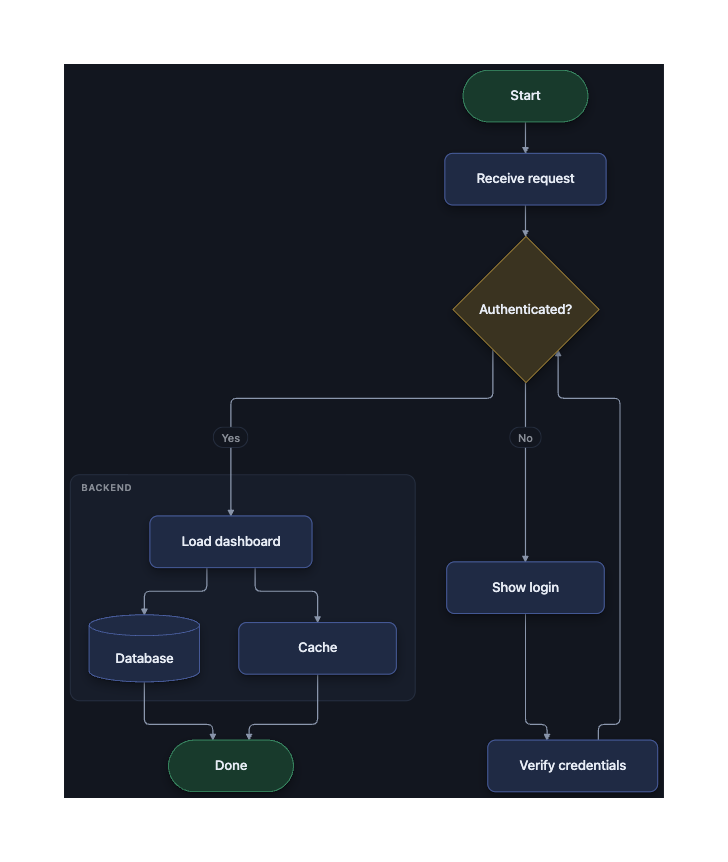 Start
Receive request
Authenticated?
Yes
No
BACKEND
Load dashboard
Show login
Database
Cache
Done
Verify credentials